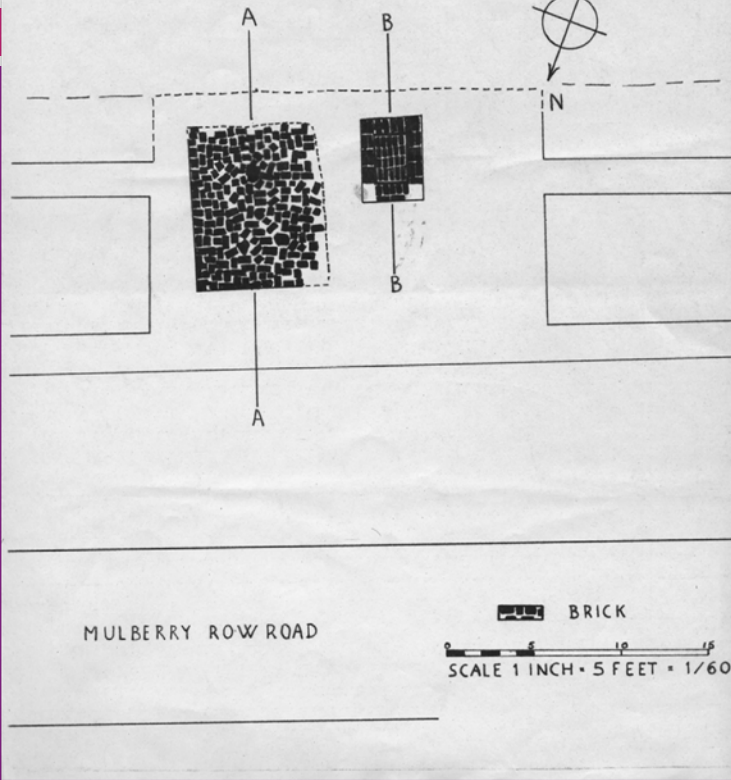 A
B
N
B
A
MULBERRY ROW ROAD
BRICK
0 5 10 15
SCALE 1 INCH = 5 FEET = 1/60